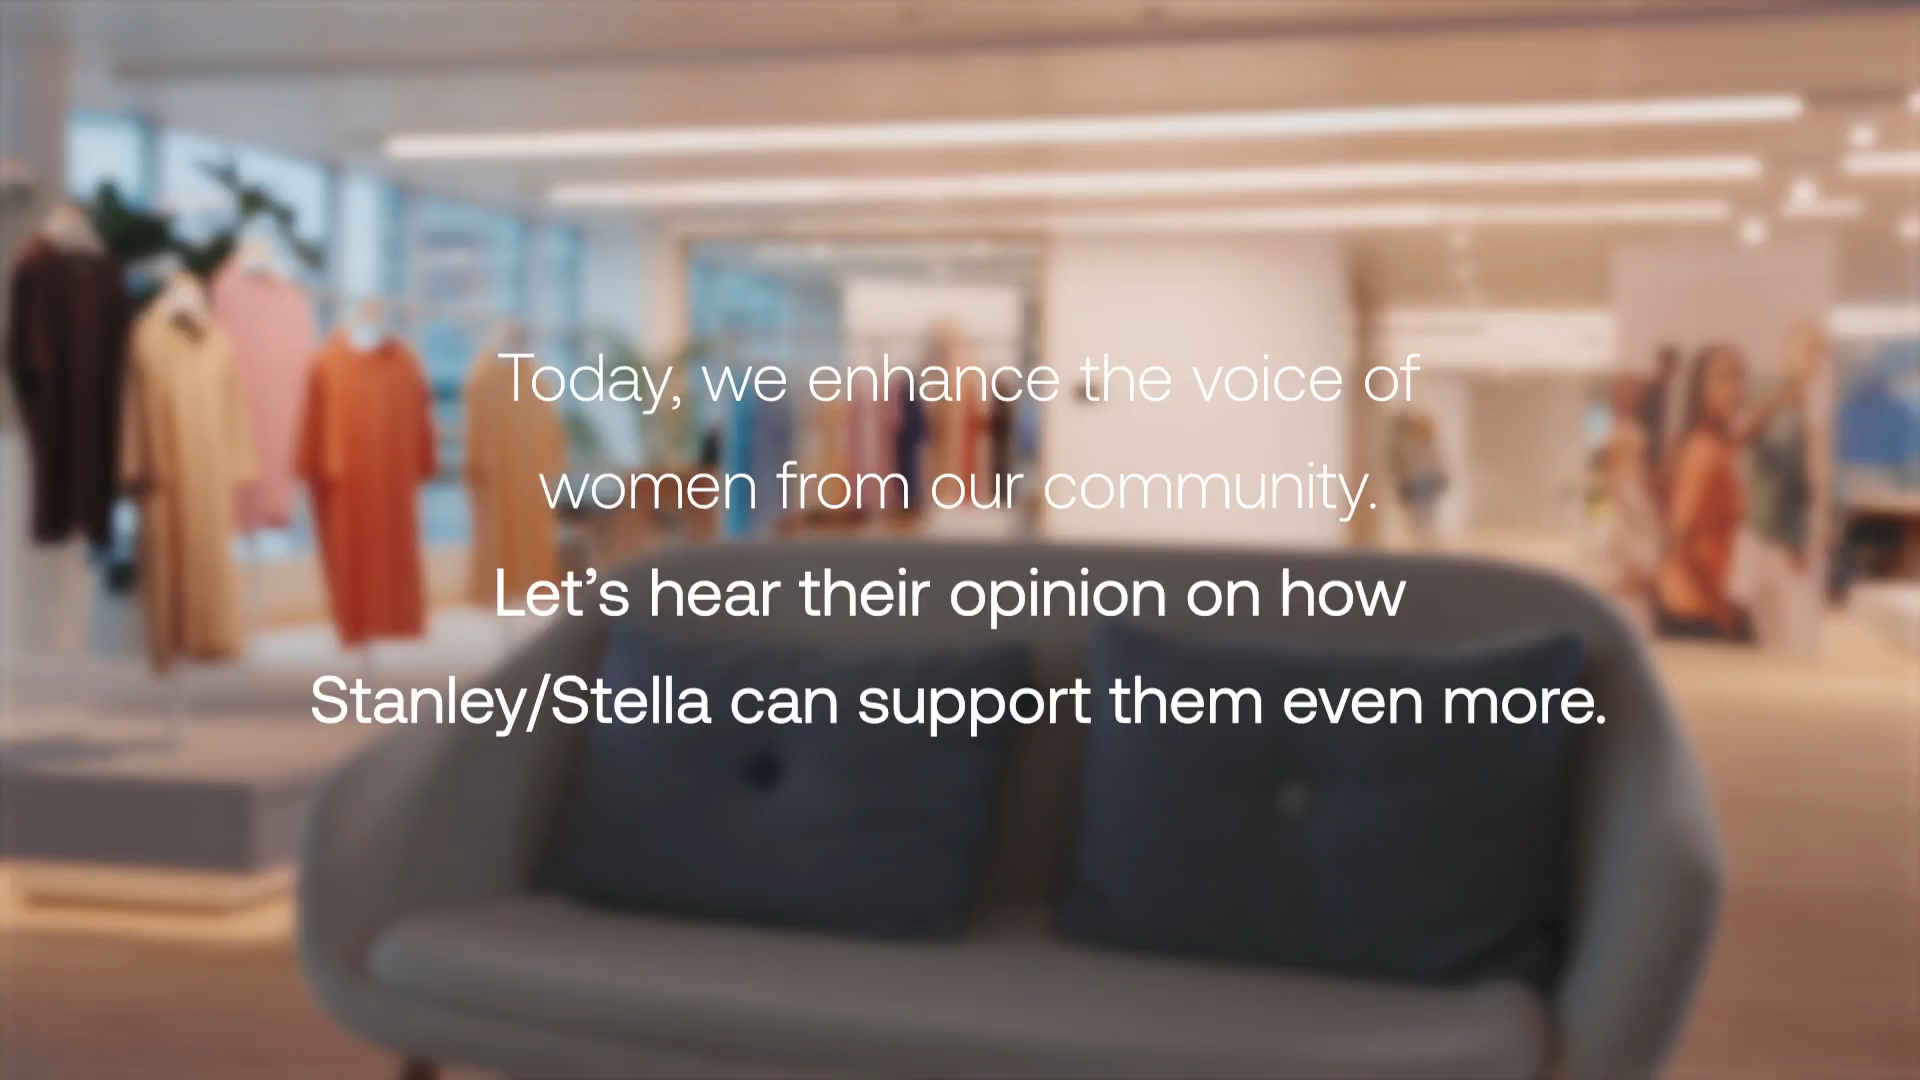 Today, we enhance the voice of
women from our community.
Let’s hear their opinion on how
Stanley/Stella can support them even more.